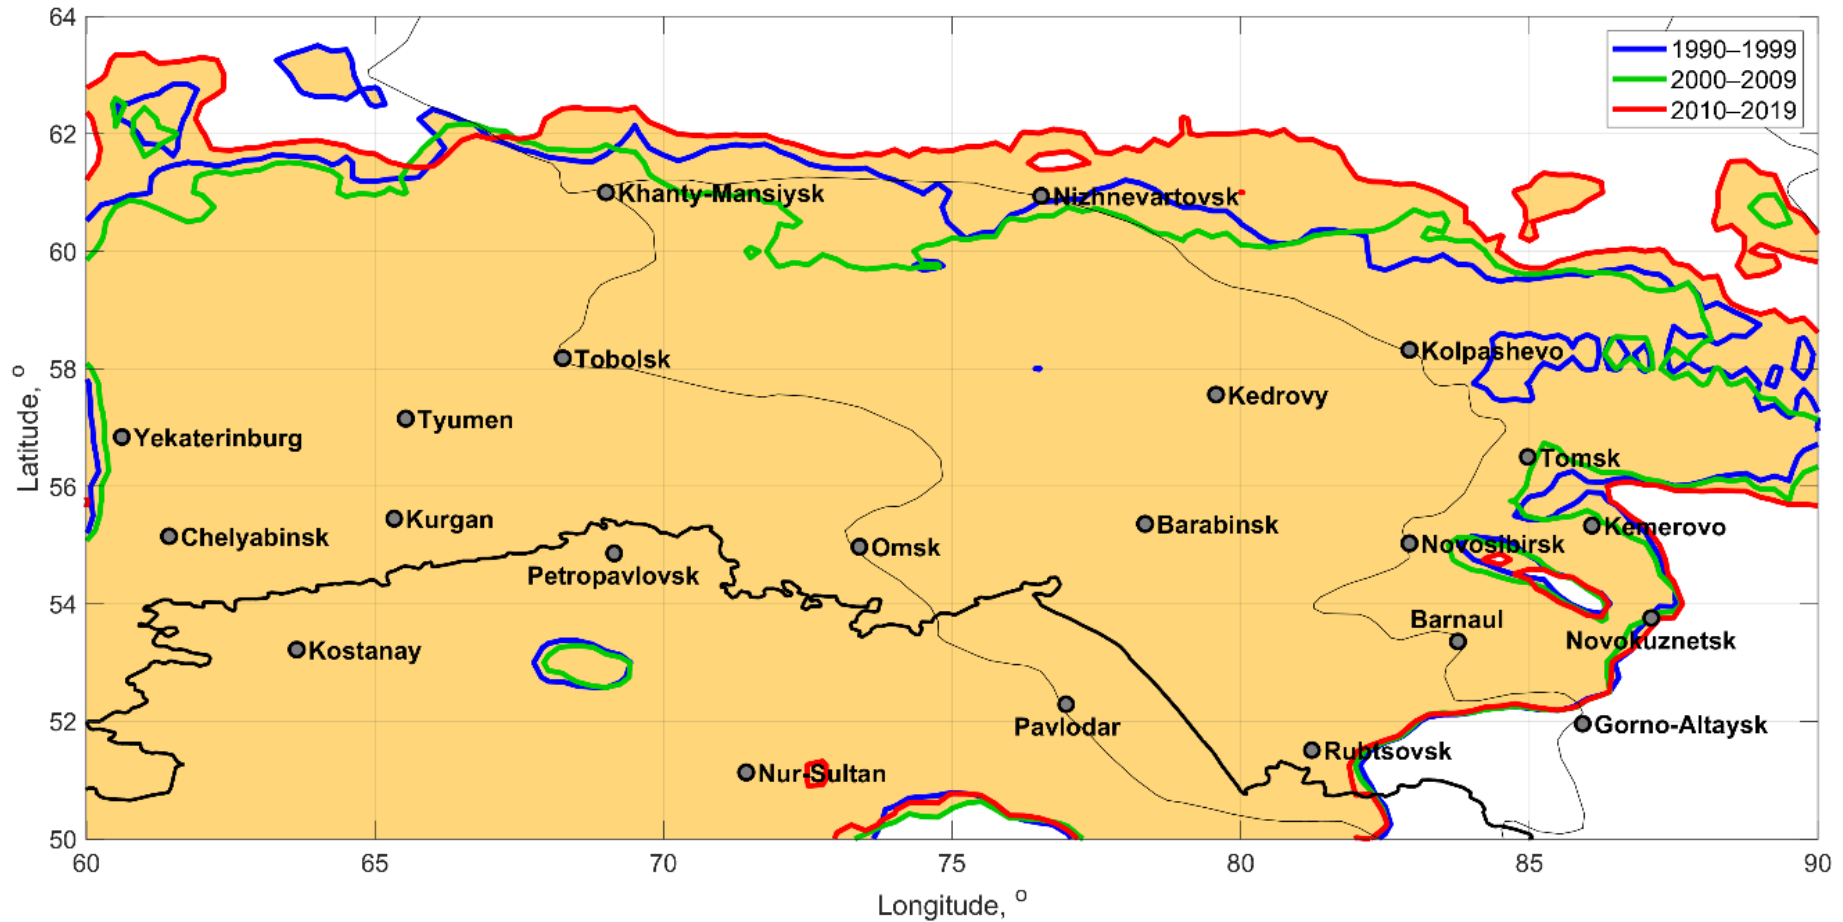 64
62
60
58
56
54
52
50
Latitude, °
1990–1999
2000–2009
2010–2019
Khanty-Mansiysk
Nizhnevartovsk
Tobolsk
Kolpashevo
Kedrovy
Tyumen
Yekaterinburg
Tomsk
Chelyabinsk
Kurgan
Barabinsk
Kemerovo
Petropavlovsk
Omsk
Novosibirsk
Barnaul
Kostanay
Novokuznetsk
Pavlodar
Gorno-Altaysk
Nur-Sultan
Rubtsovsk
60 65 70 75 80 85 90
Longitude, °